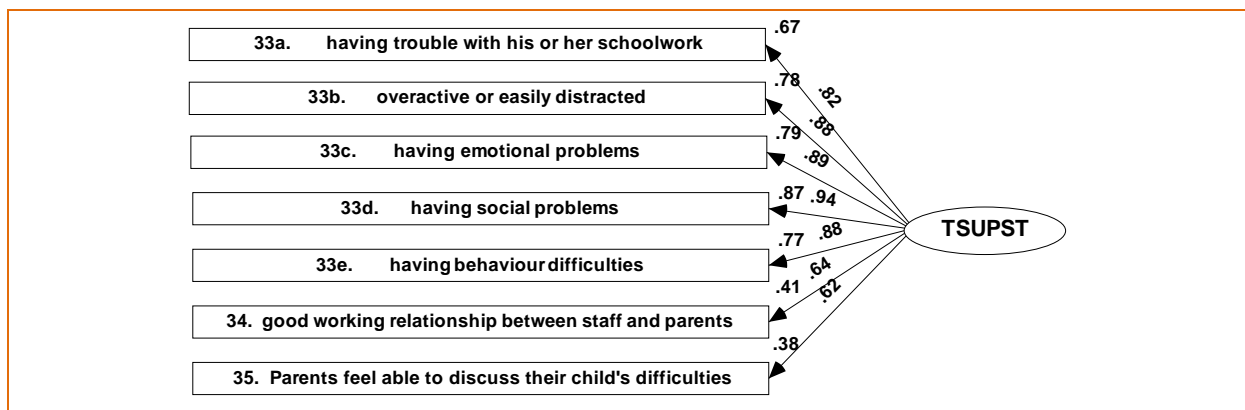 .67
33a. having trouble with his or her schoolwork
.78
.82
33b. overactive or easily distracted
.88
.79
33c. having emotional problems
.89
.87 .94
33d. having social problems
.88
TSUPST
.77
33e. having behaviour difficulties
.64
.41
.62
34. good working relationship between staff and parents
.38
35. Parents feel able to discuss their child's difficulties